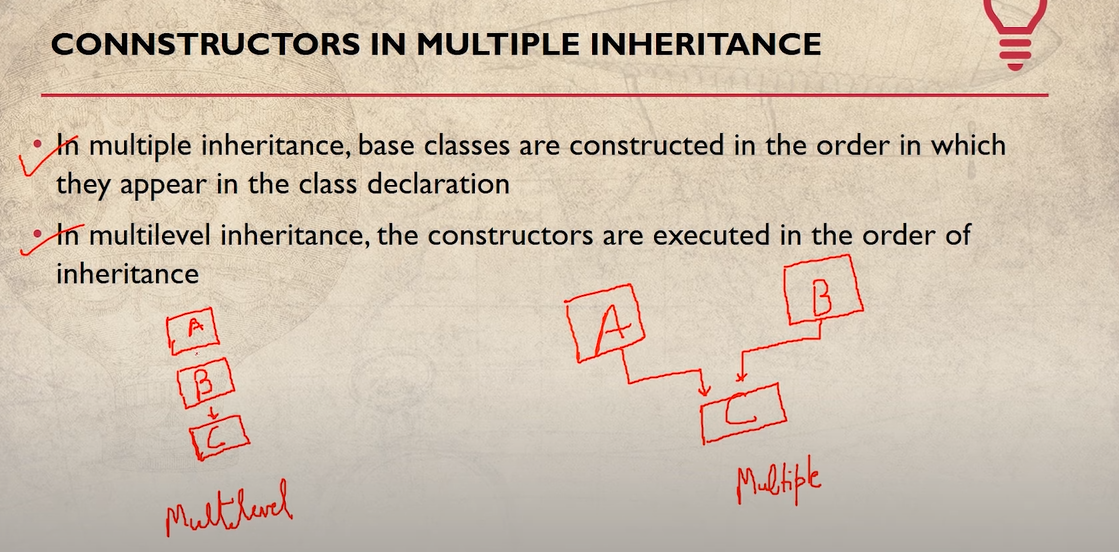 CONNSTRUCTORS IN MULTIPLE INHERITANCE
• In multiple inheritance, base classes are constructed in the order in which
they appear in the class declaration
• In multilevel inheritance, the constructors are executed in the order of
inheritance
A
B
C
Multilevel
A
B
C
Multiple